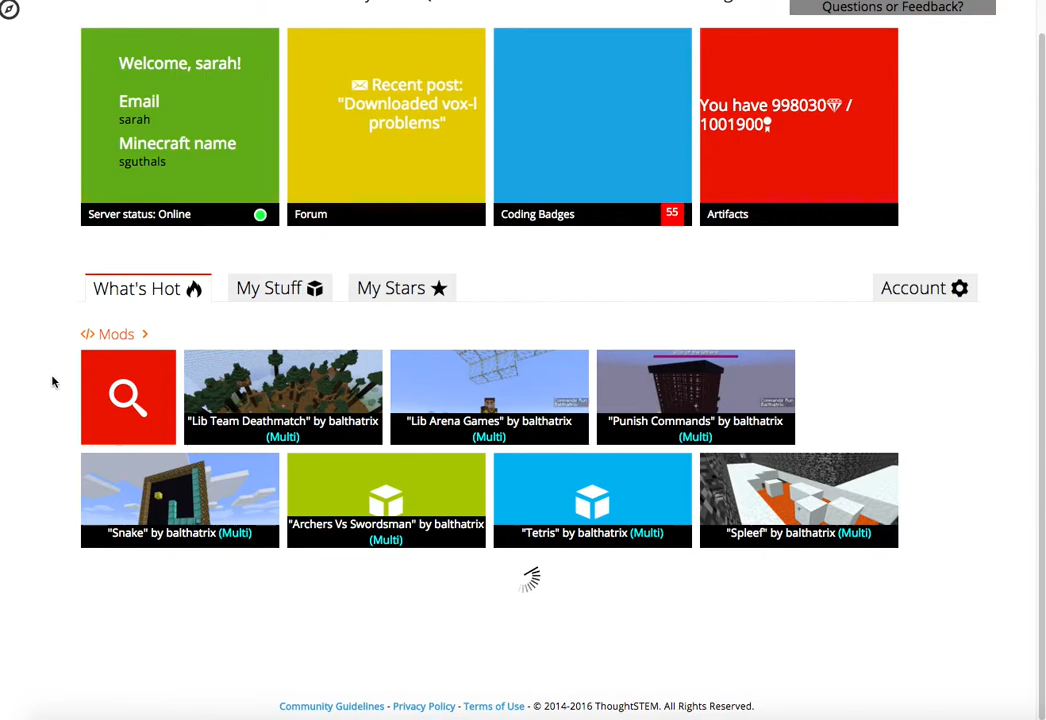 Questions or Feedback?
Welcome, sarah!
Email
sarah
Minecraft name
sguthals
Server status: Online
Recent post:
"Downloaded vox-l
problems"
Forum
Coding Badges
55
You have 998030 /
1001900
Artifacts
What's Hot
My Stuff
My Stars
Account
</> Mods >
"Lib Team Deathmatch" by balthatrix
(Multi)
"Lib Arena Games" by balthatrix
(Multi)
"Punish Commands" by balthatrix
(Multi)
"Snake" by balthatrix (Multi)
"Archers Vs Swordsman" by balthatrix
(Multi)
"Tetris" by balthatrix (Multi)
"Spleef" by balthatrix (Multi)
Community Guidelines - Privacy Policy - Terms of Use - © 2014-2016 ThoughtSTEM. All Rights Reserved.